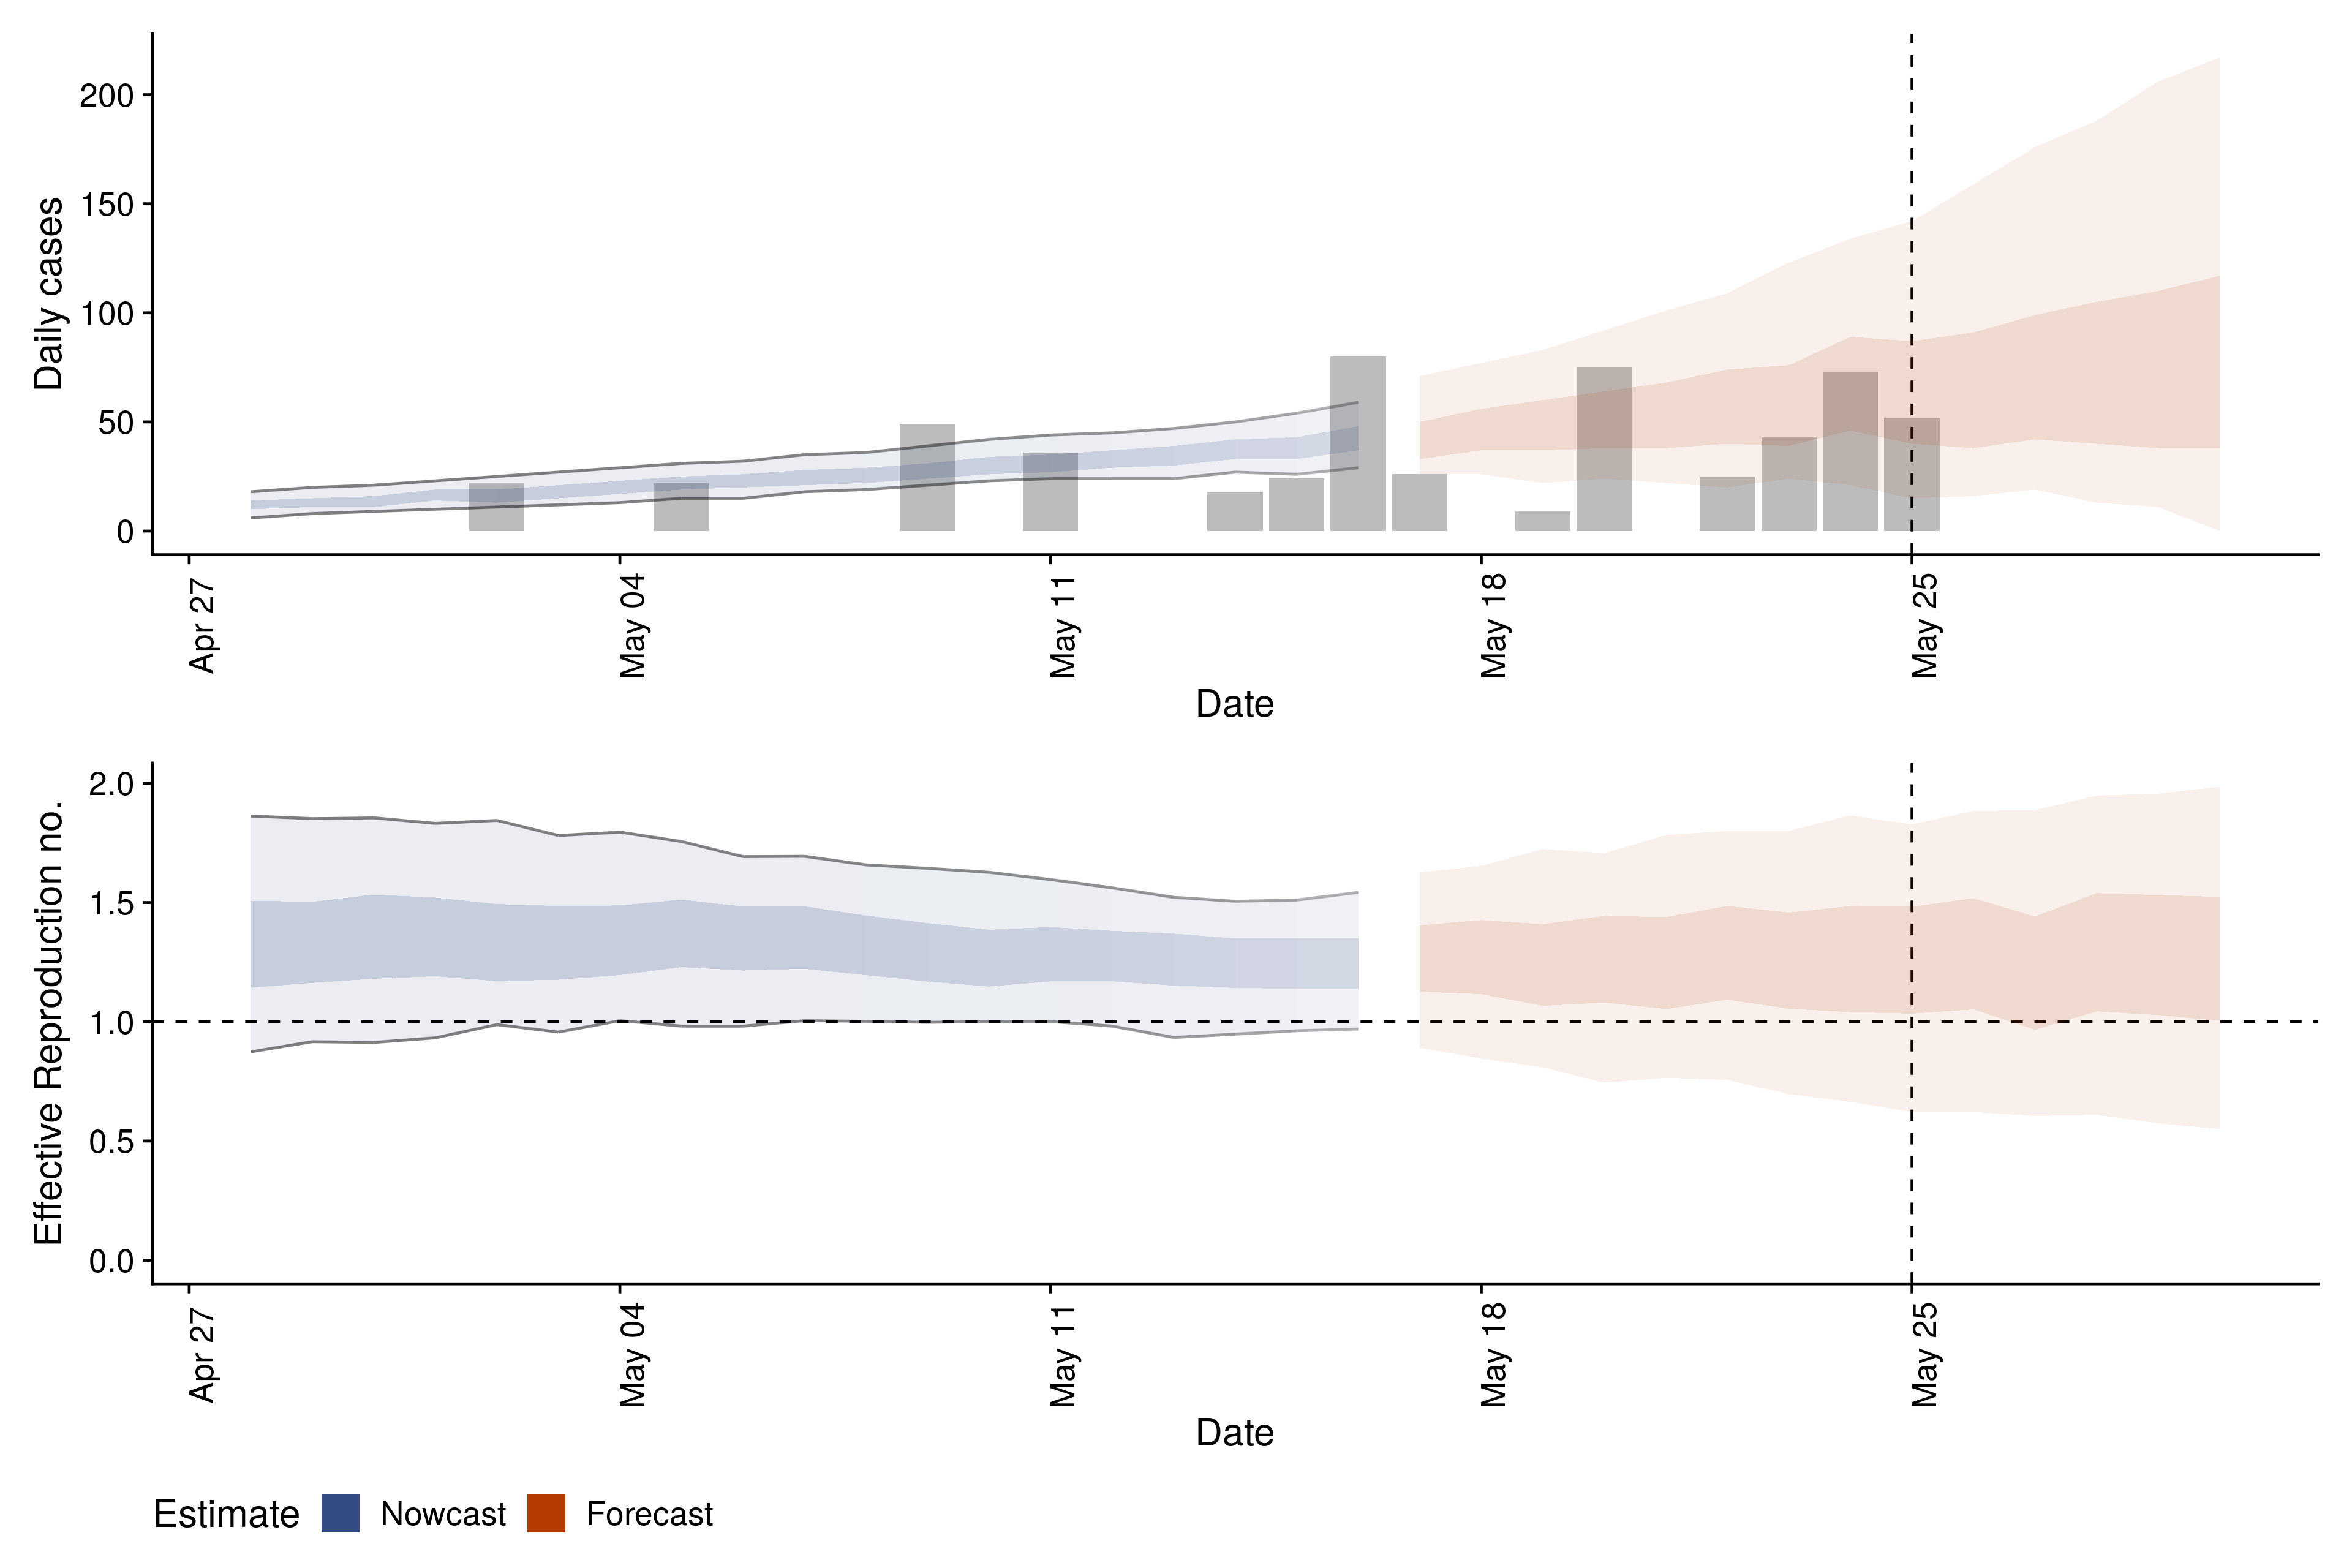 Daily cases
200
150
100
50
0
Apr 27
May 04
May 11
May 18
May 25
Date
Effective Reproduction no.
2.0
1.5
1.0
0.5
0.0
Apr 27
May 04
May 11
May 18
May 25
Date
Estimate Nowcast Forecast